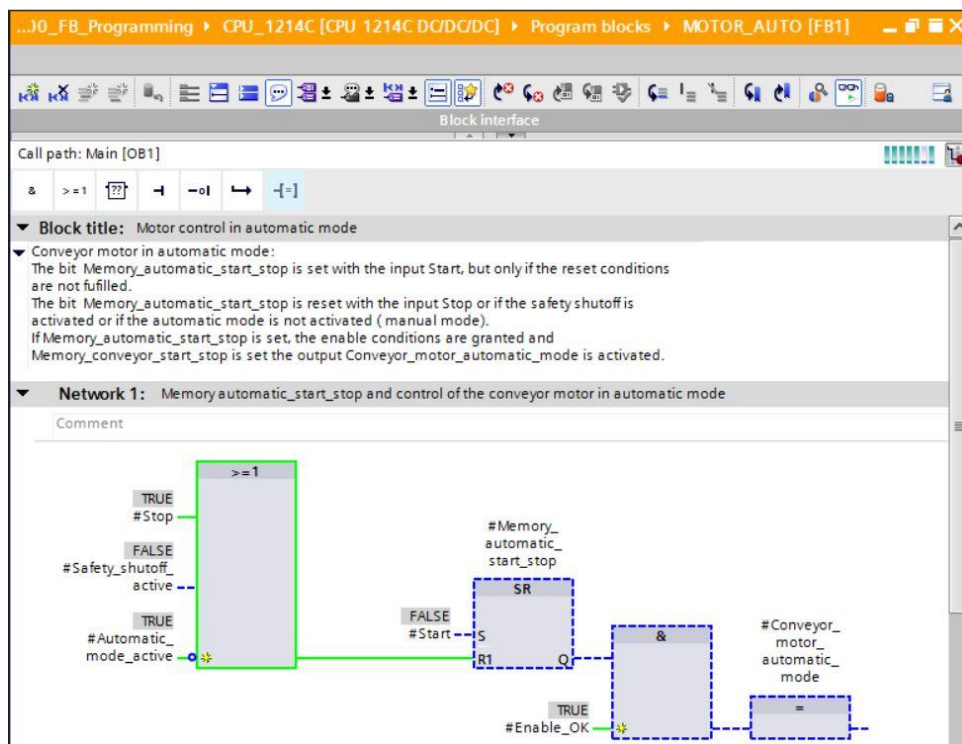 ...)0_FB_Programming ▸ CPU_1214C [CPU 1214C DC/DC/DC] ▸ Program blocks ▸ MOTOR_AUTO [FB1]
Block interface
Call path: Main [OB1]
& >=1 ??
Block title: Motor control in automatic mode
Conveyor motor in automatic mode:
The bit Memory_automatic_start_stop is set with the input Start, but only if the reset conditions
are not fufilled.
The bit Memory_automatic_start_stop is reset with the input Stop or if the safety shutoff is
activated or if the automatic mode is not activated ( manual mode).
If Memory_automatic_start_stop is set, the enable conditions are granted and
Memory_conveyor_start_stop is set the output Conveyor_motor_automatic_mode is activated.
Network 1: Memory automatic_start_stop and control of the conveyor motor in automatic mode
Comment
>=1
TRUE
#Stop
FALSE
#Safety_shutoff_
active
TRUE
#Automatic_
mode_active
#Memory_
automatic_
start_stop
SR
FALSE
#Start
S
R1
Q
&
TRUE
#Enable_OK
#Conveyor_
motor_
automatic_
mode
=